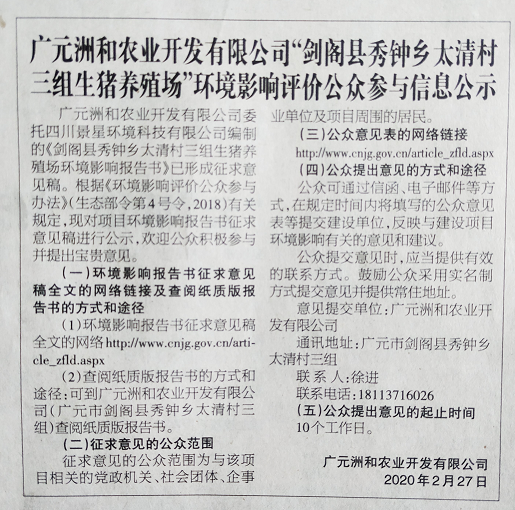 广元洲和农业开发有限公司“剑阁县秀钟乡太清村
三组生猪养殖场”环境影响评价公众参与信息公示
广元洲和农业开发有限公司委
托四川景星环境科技有限公司编制
的《剑阁县秀钟乡太清村三组生猪养
殖场环境影响报告书》已形成征求意
见稿。根据《环境影响评价公众参与
办法》(生态部令第4号令,2018)有关
规定,现对项目环境影响报告书征求
意见稿进行公示,欢迎公众积极参与
并提出宝贵意见。
(一)环境影响报告书征求意见
稿全文的网络链接及查阅纸质版报
告书的方式和途径
(1)环境影响报告书征求意见稿
全文的网络http://www.cnjg.gov.cn/arti-
cle_zfld.aspx
(2)查阅纸质版报告书的方式和
途径:可到广元洲和农业开发有限公
司(广元市剑阁县秀钟乡太清村三
组)查阅纸质版报告书。
(二)征求意见的公众范围
征求意见的公众范围为与该项
目相关的党政机关、社会团体、企事
业单位及项目周围的居民。
(三)公众意见表的网络链接
http://www.cnjg.gov.cn/article_zfld.aspx
(四)公众提出意见的方式和途径
公众可通过信函、电子邮件等方
式,在规定时间内将填写的公众意见
表等提交建设单位,反映与建设项目
环境影响有关的意见和建议。
公众提交意见时,应当提供有效
的联系方式。鼓励公众采用实名制
方式提交意见并提供常住地址。
意见提交单位:广元洲和农业开
发有限公司
通讯地址:广元市剑阁县秀钟乡
太清村三组
联系人:徐进
联系电话:18113716026
(五)公众提出意见的起止时间
10个工作日。
广元洲和农业开发有限公司
2020年2月27日